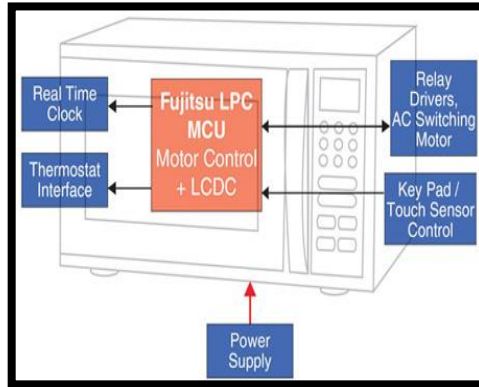 Real Time
Clock
Thermostat
Interface
Fujitsu LPC
MCU
Motor Control
+ LCDC
Relay
Drivers,
AC Switching
Motor
Key Pad /
Touch Sensor
Control
Power
Supply